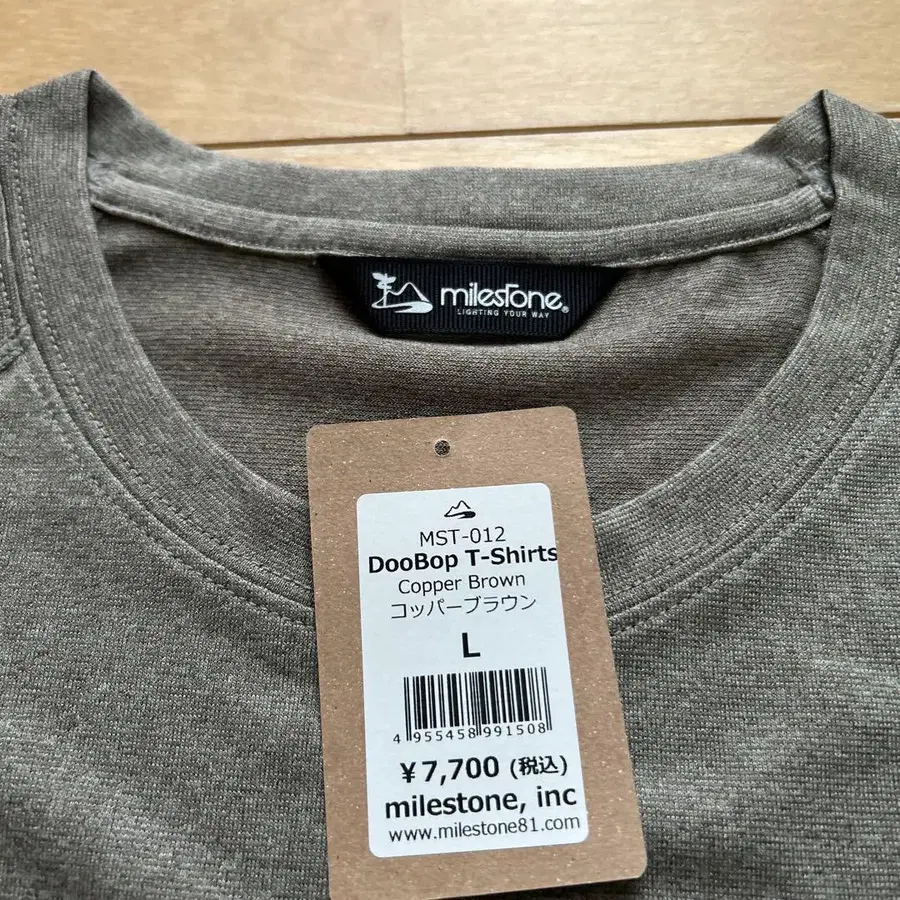 milestone®
LIGHTING YOUR WAY
MST-012
DooBop T-Shirts
Copper Brown
コッパーブラウン
L
4 955458 991508
¥7,700 (税込)
milestone, inc
www.milestone81.com